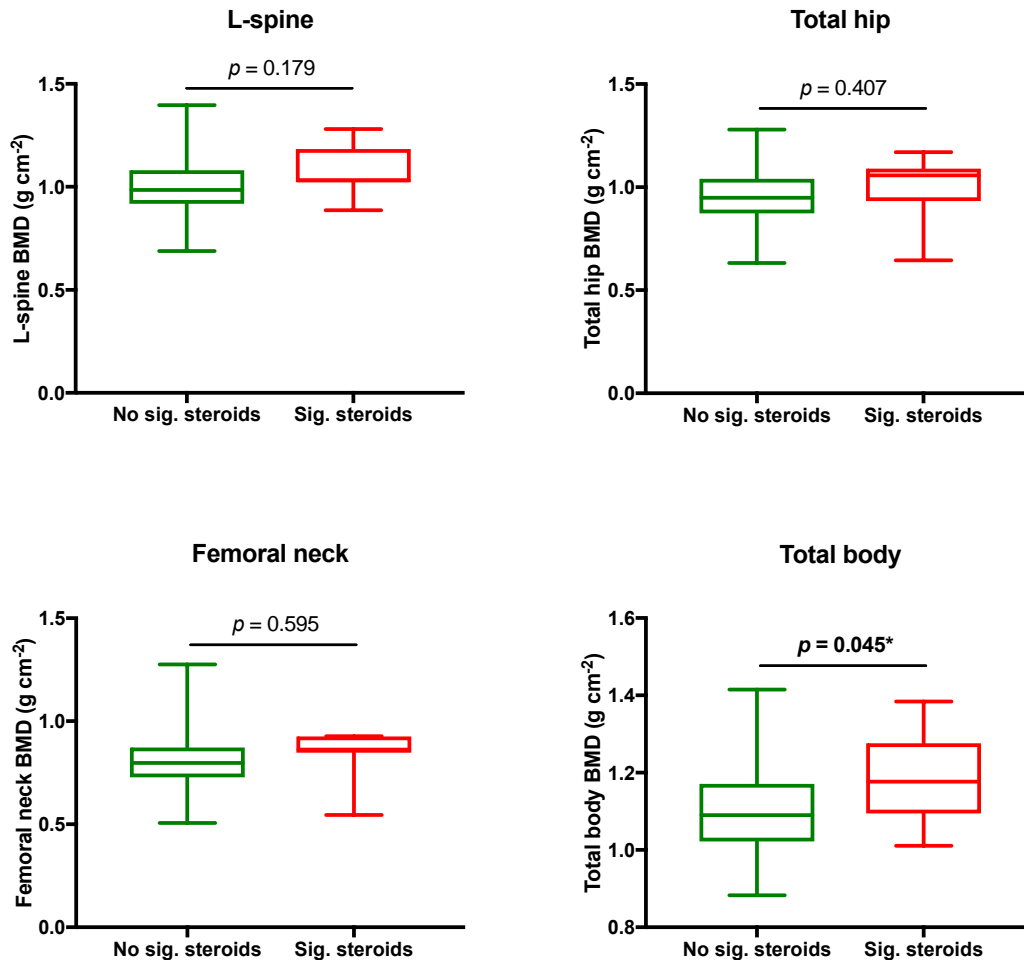 L-spine
p = 0.179
1.5
1.0
0.5
0.0
L-spine BMD (g cm-2)
No sig. steroids Sig. steroids
Total hip
p = 0.407
1.5
1.0
0.5
0.0
Total hip BMD (g cm-2)
No sig. steroids Sig. steroids
Femoral neck
p = 0.595
1.5
1.0
0.5
0.0
Femoral neck BMD (g cm-2)
No sig. steroids Sig. steroids
Total body
p = 0.045*
1.6
1.4
1.2
1.0
0.8
Total body BMD (g cm-2)
No sig. steroids Sig. steroids